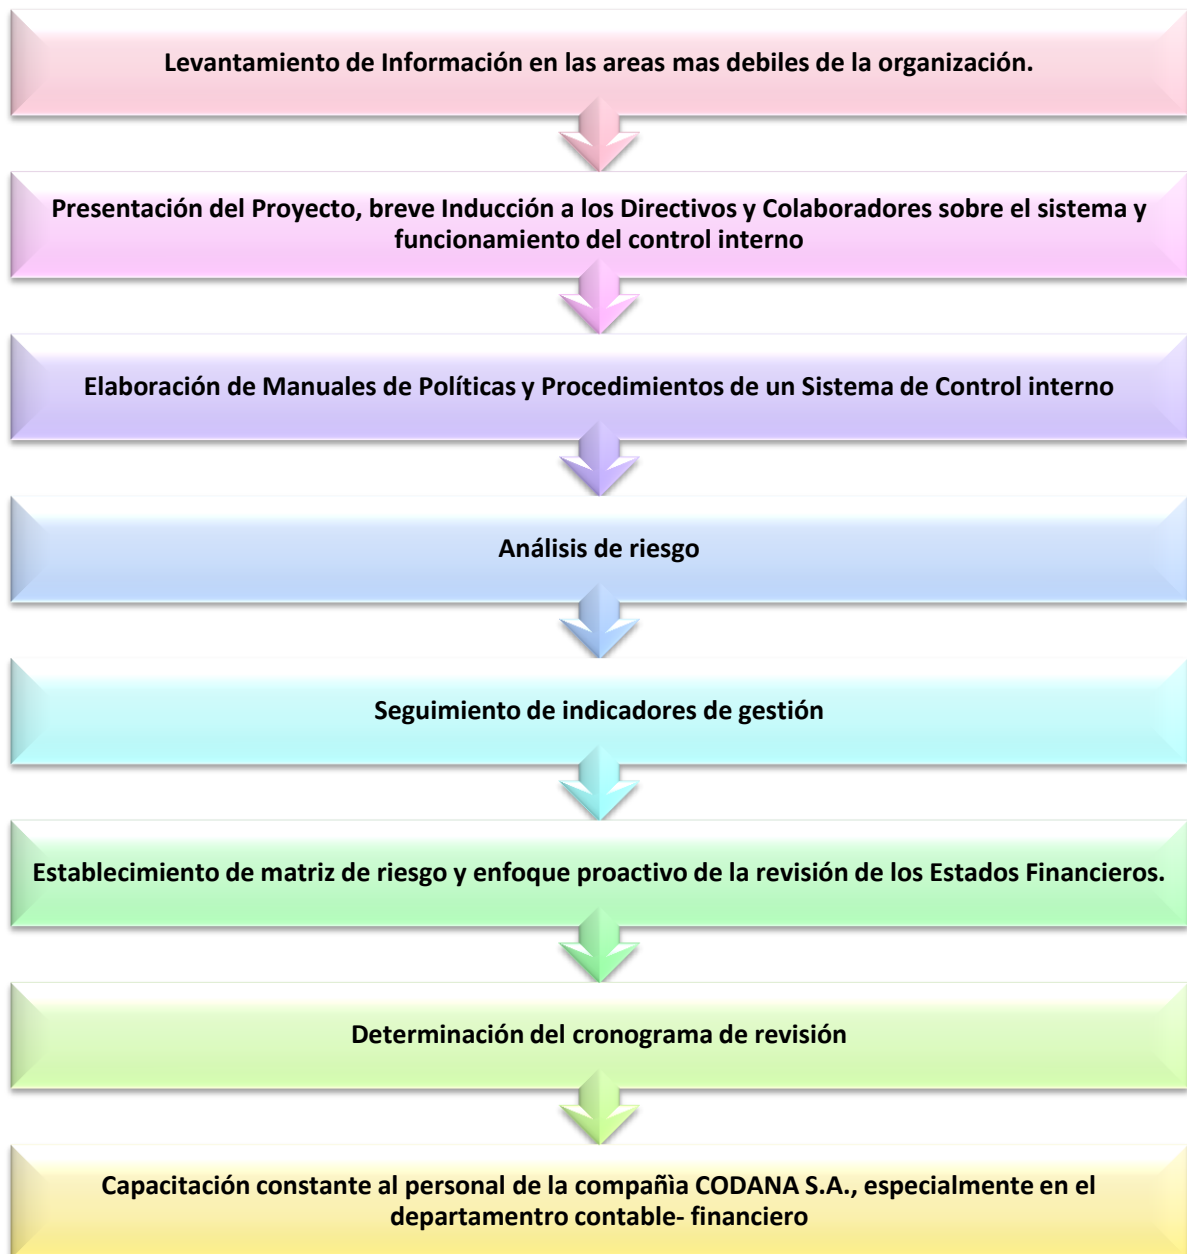 Levantamiento de Información en las areas mas debiles de la organización.
Presentación del Proyecto, breve Inducción a los Directivos y Colaboradores sobre el sistema y
funcionamiento del control interno
Elaboración de Manuales de Políticas y Procedimientos de un Sistema de Control interno
Análisis de riesgo
Seguimiento de indicadores de gestión
Establecimiento de matriz de riesgo y enfoque proactivo de la revisión de los Estados Financieros.
Determinación del cronograma de revisión
Capacitación constante al personal de la compañìa CODANA S.A., especialmente en el
departamentro contable- financiero